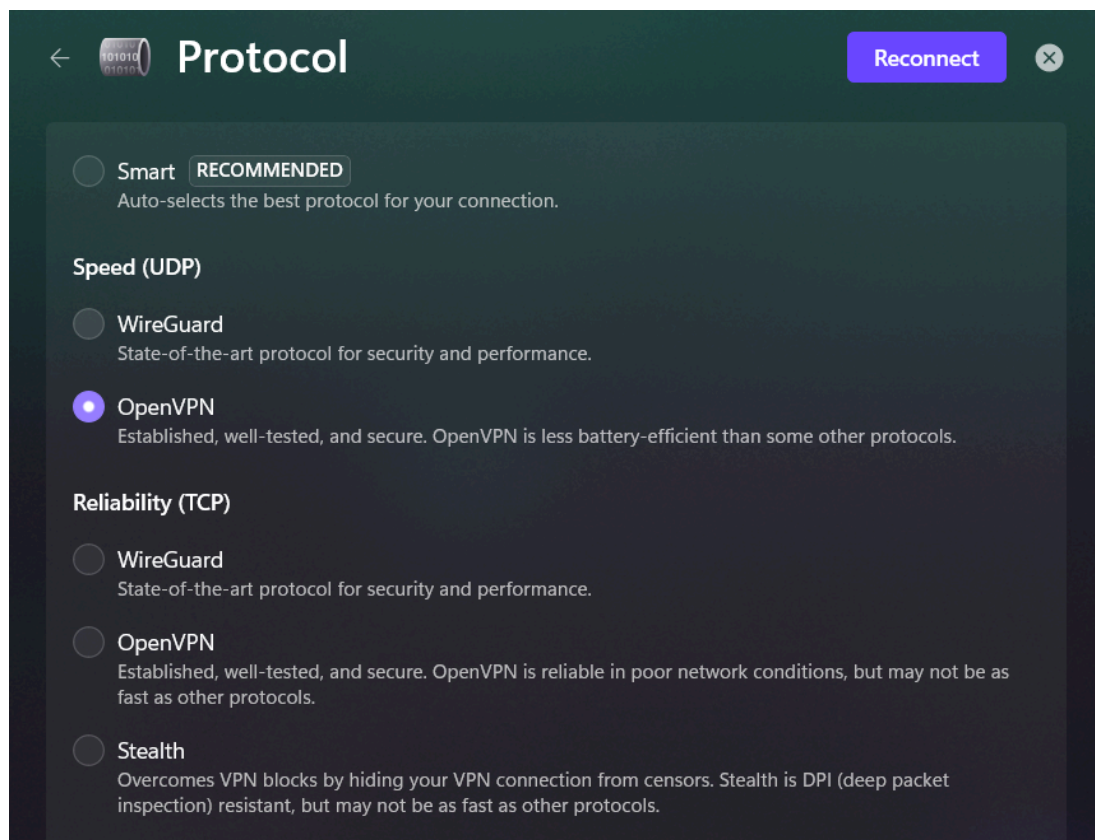 Protocol
Reconnect
Smart RECOMMENDED
Auto-selects the best protocol for your connection.
Speed (UDP)
WireGuard
State-of-the-art protocol for security and performance.
OpenVPN
Established, well-tested, and secure. OpenVPN is less battery-efficient than some other protocols.
Reliability (TCP)
WireGuard
State-of-the-art protocol for security and performance.
OpenVPN
Established, well-tested, and secure. OpenVPN is reliable in poor network conditions, but may not be as
fast as other protocols.
Stealth
Overcomes VPN blocks by hiding your VPN connection from censors. Stealth is DPI (deep packet
inspection) resistant, but may not be as fast as other protocols.